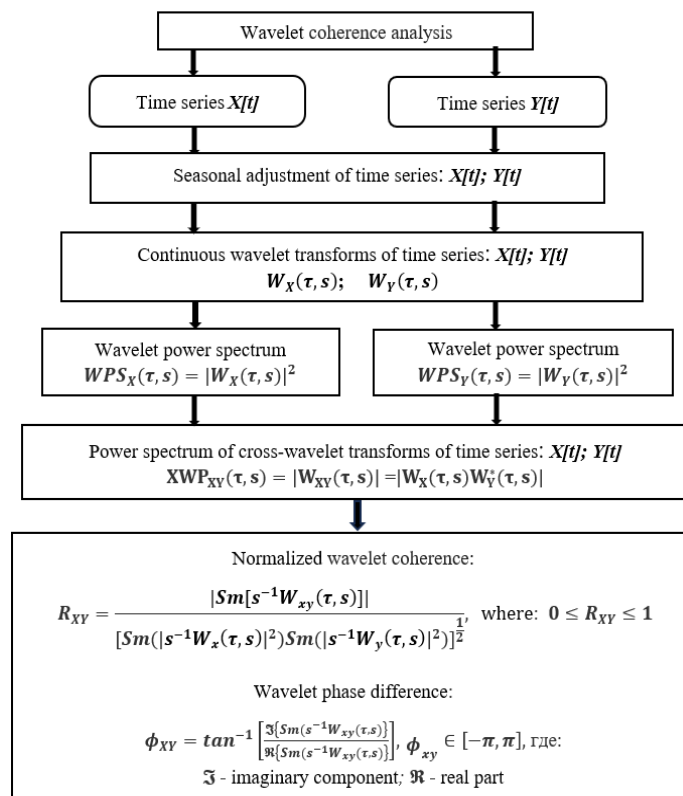 Wavelet coherence analysis
Time series X[t]
Time series Y[t]
Seasonal adjustment of time series: X[t]; Y[t]
Continuous wavelet transforms of time series: X[t]; Y[t]
W_X(τ, s); W_Y(τ, s)
Wavelet power spectrum
WPS_X(τ, s) = |W_X(τ, s)|^2
Wavelet power spectrum
WPS_Y(τ, s) = |W_Y(τ, s)|^2
Power spectrum of cross-wavelet transforms of time series: X[t]; Y[t]
XWP_XY(τ, s) = |W_XY(τ, s)| =|W_X(τ, s)W_Y^*(τ, s)|
Normalized wavelet coherence:
R_XY = |Sm[s^-1W_xy(τ, s)]| / [Sm(|s^-1W_x(τ, s)|^2)Sm(|s^-1W_y(τ, s)|^2)]^1/2, where: 0 ≤ R_XY ≤ 1
Wavelet phase difference:
ϕ_XY = tan^-1 [ℑ{Sm(s^-1W_xy(τ,s)} / ℜ{Sm(s^-1W_xy(τ,s)}], ϕ_xy ∈ [−π, π], где:
ℑ - imaginary component; ℜ - real part